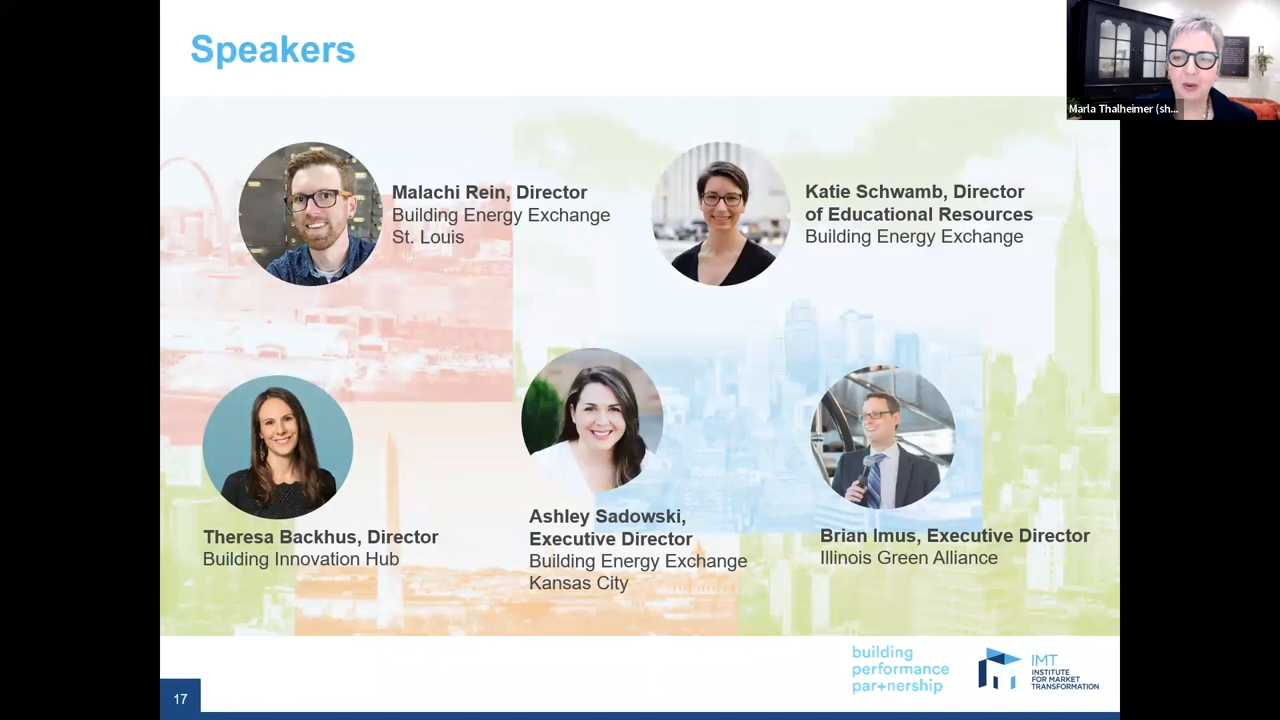 Speakers
Marla Thalheimer (sh...
Malachi Rein, Director
Building Energy Exchange
St. Louis
Katie Schwamb, Director
of Educational Resources
Building Energy Exchange
Theresa Backhus, Director
Building Innovation Hub
Ashley Sadowski,
Executive Director
Building Energy Exchange
Kansas City
Brian Imus, Executive Director
Illinois Green Alliance
building
performance
par+nership
IMT
INSTITUTE
FOR MARKET
TRANSFORMATION
17